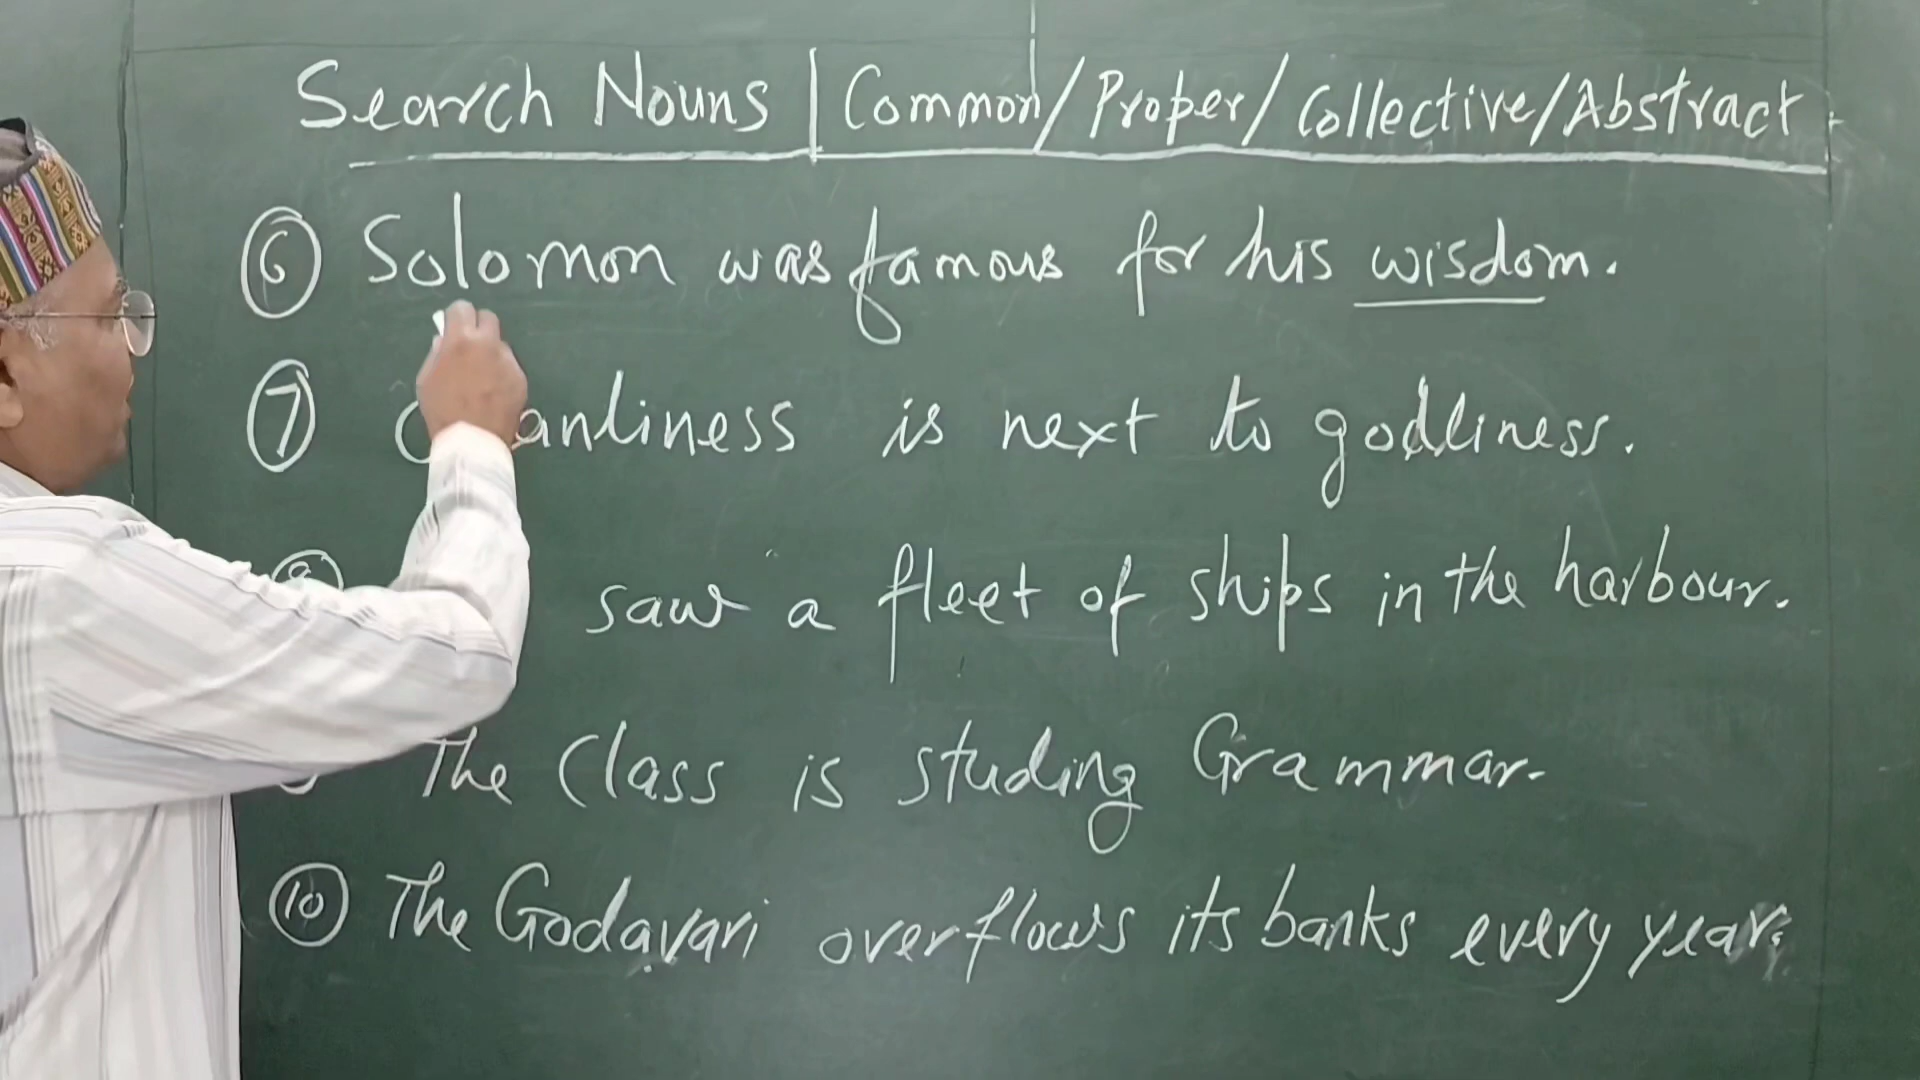 Search Nouns | Common/Proper/Collective/Abstract
⑥ Solomon was famous for his wisdom.
⑦ is next to godliness.
saw a fleet of ships in the harbour.
The Class is studing Grammar.
⑩ The Godavari overflows its banks every year.